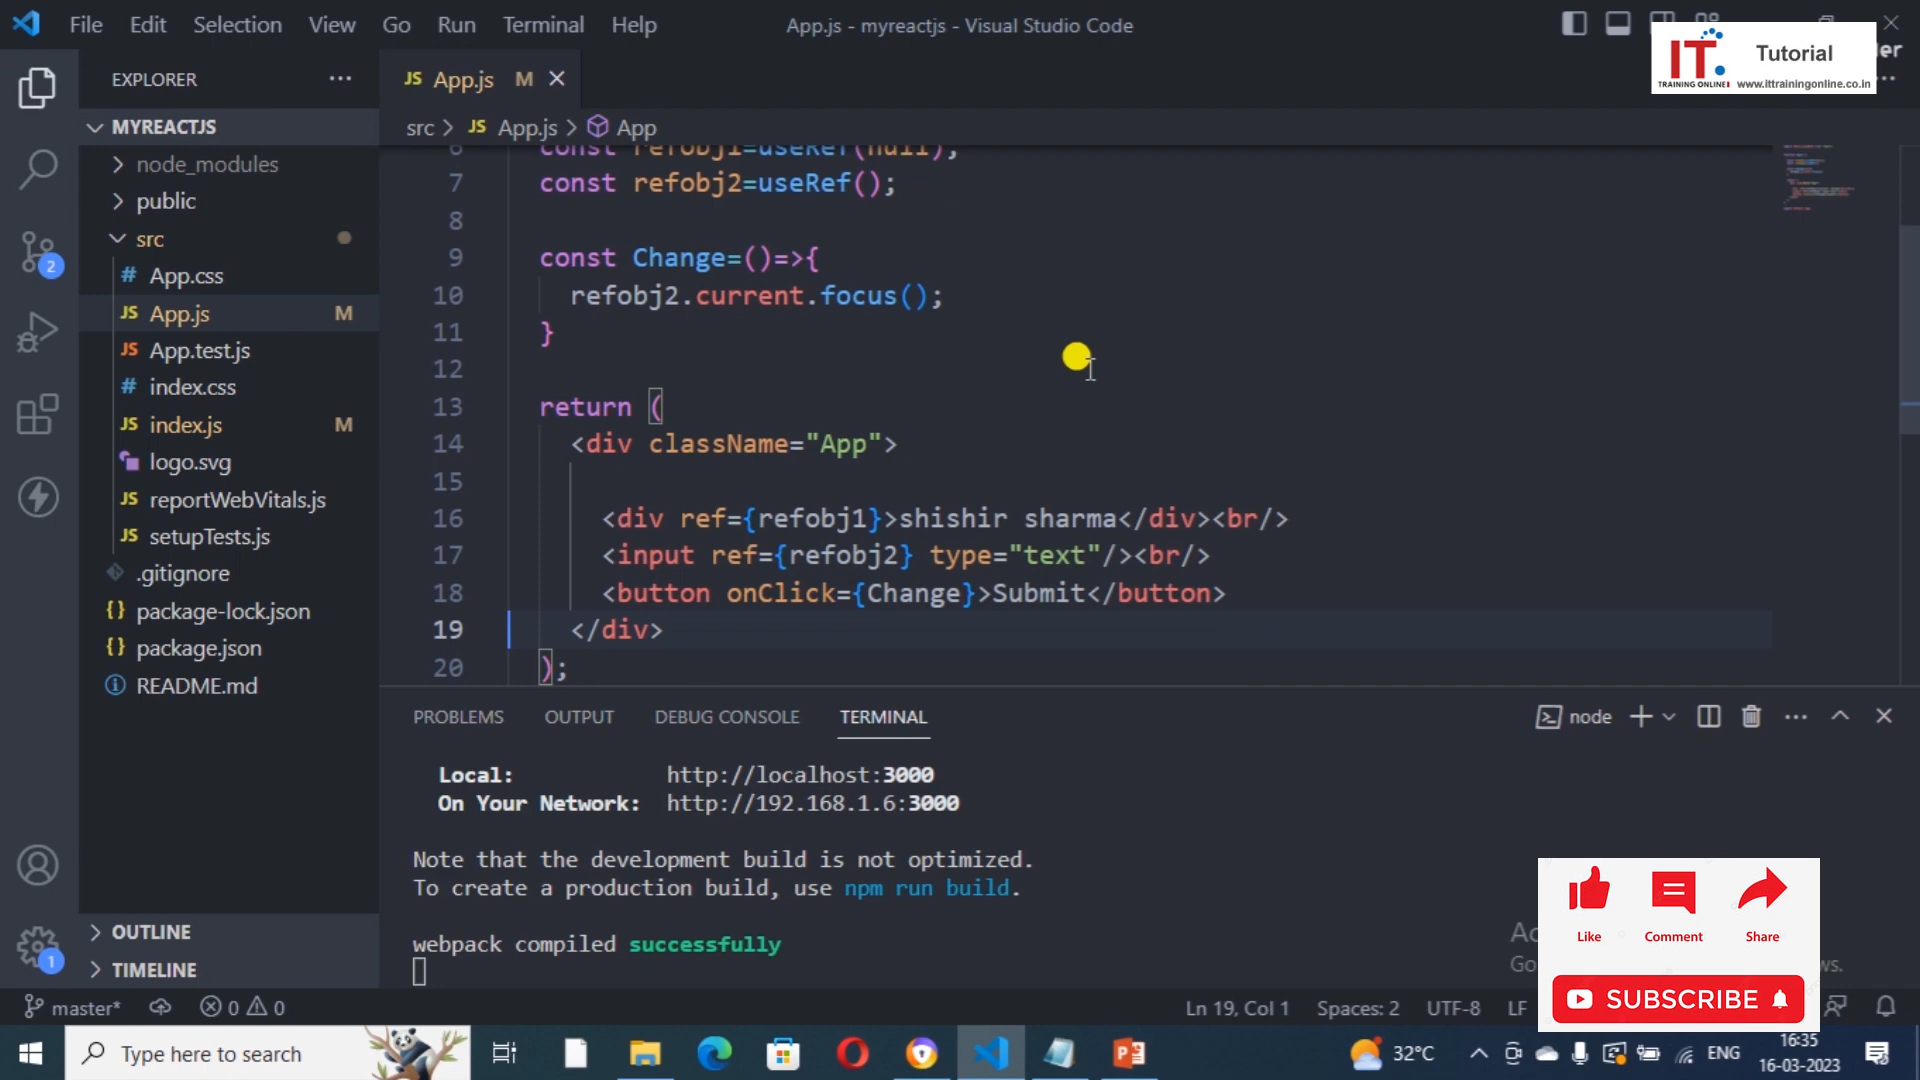 File Edit Selection View Go Run Terminal Help
App.js - myreactjs - Visual Studio Code
IT. Tutorial
TRAINING ONLINE www.ittrainingonline.co.in
EXPLORER
JS App.js M
MYREACTJS
src > JS App.js > App
node_modules
public
src
# App.css
JS App.js M
JS App.test.js
# index.css
JS index.js M
logo.svg
JS reportWebVitals.js
JS setupTests.js
.gitignore
{} package-lock.json
{} package.json
README.md
OUTLINE
TIMELINE
6 const refobj1=useRef(null);
7 const refobj2=useRef();
8
9 const Change=()=>{
10 refobj2.current.focus();
11 }
12
13 return (
14 <div className="App">
15
16 <div ref={refobj1}>shishir sharma</div><br/>
17 <input ref={refobj2} type="text"/><br/>
18 <button onClick={Change}>Submit</button>
19 </div>
20 );
PROBLEMS OUTPUT DEBUG CONSOLE TERMINAL
node
Local: http://localhost:3000
On Your Network: http://192.168.1.6:3000
Note that the development build is not optimized.
To create a production build, use npm run build.
webpack compiled successfully
Like Comment Share
SUBSCRIBE
2
1
master* 0 0
Ln 19, Col 1 Spaces: 2 UTF-8 LF
Type here to search
32°C
ENG
16:35
16-03-2023